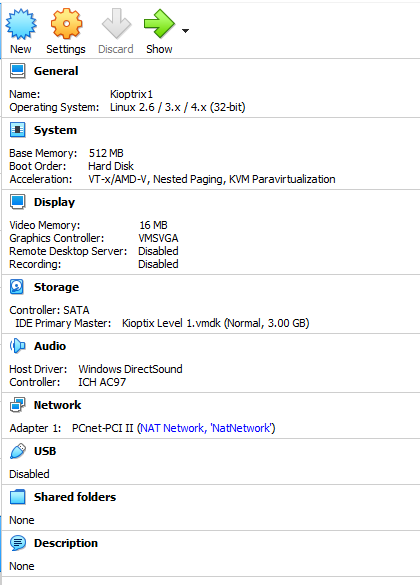 New Settings Discard Show
General
Name: Kioptrix1
Operating System: Linux 2.6 / 3.x / 4.x (32-bit)
System
Base Memory: 512 MB
Boot Order: Hard Disk
Acceleration: VT-x/AMD-V, Nested Paging, KVM Paravirtualization
Display
Video Memory: 16 MB
Graphics Controller: VMSVGA
Remote Desktop Server: Disabled
Recording: Disabled
Storage
Controller: SATA
IDE Primary Master: Kioptix Level 1.vmdk (Normal, 3.00 GB)
Audio
Host Driver: Windows DirectSound
Controller: ICH AC97
Network
Adapter 1: PCnet-PCI II (NAT Network, 'NatNetwork')
USB
Disabled
Shared folders
None
Description
None